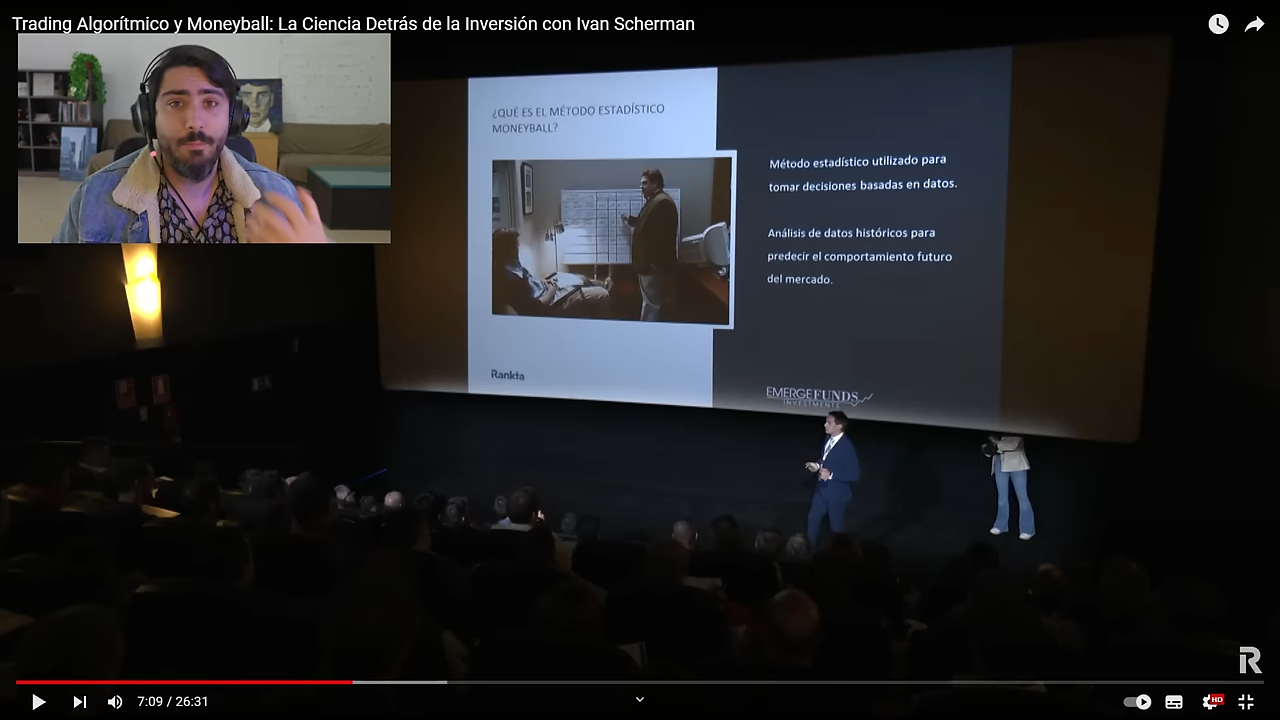 Trading Algorítmico y Moneyball: La Ciencia Detrás de la Inversión con Ivan Scherman
¿QUÉ ES EL MÉTODO ESTADÍSTICO
MONEYBALL?
Método estadístico utilizado para
tomar decisiones basadas en datos.
Análisis de datos históricos para
predecir el comportamiento futuro
del mercado.
Rankia
EMERGEFUNDS
INVESTMENTS
R
7:09 / 26:31
HD